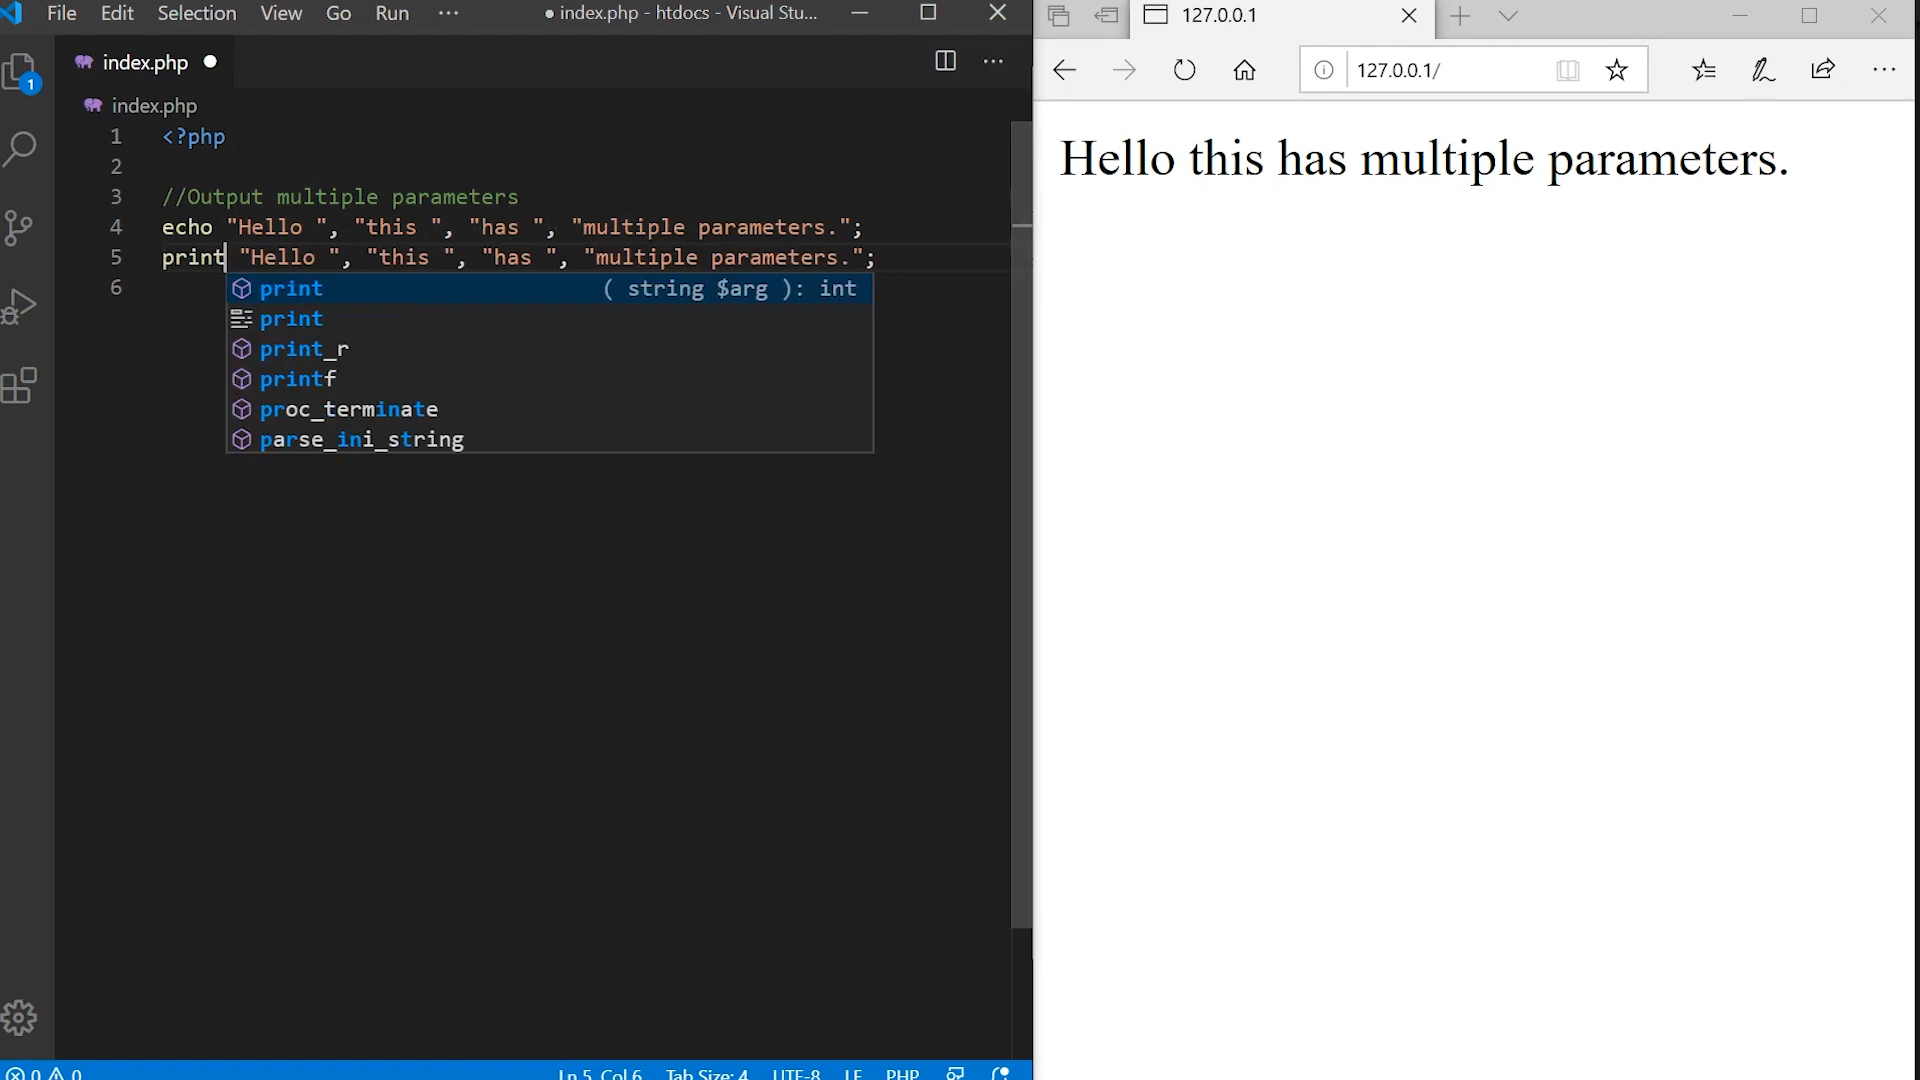 File Edit Selection View Go Run ··· ● index.php - htdocs - Visual Stu...
index.php ●
1
index.php
1 <?php
2
3 //Output multiple parameters
4 echo "Hello ", "this ", "has ", "multiple parameters.";
5 print "Hello ", "this ", "has ", "multiple parameters.";
6
print ( string $arg ): int
print
print_r
printf
proc_terminate
parse_ini_string
0 0 Ln 5, Col 6 Tab Size: 4 UTF-8 LF PHP
127.0.0.1
127.0.0.1/
Hello this has multiple parameters.